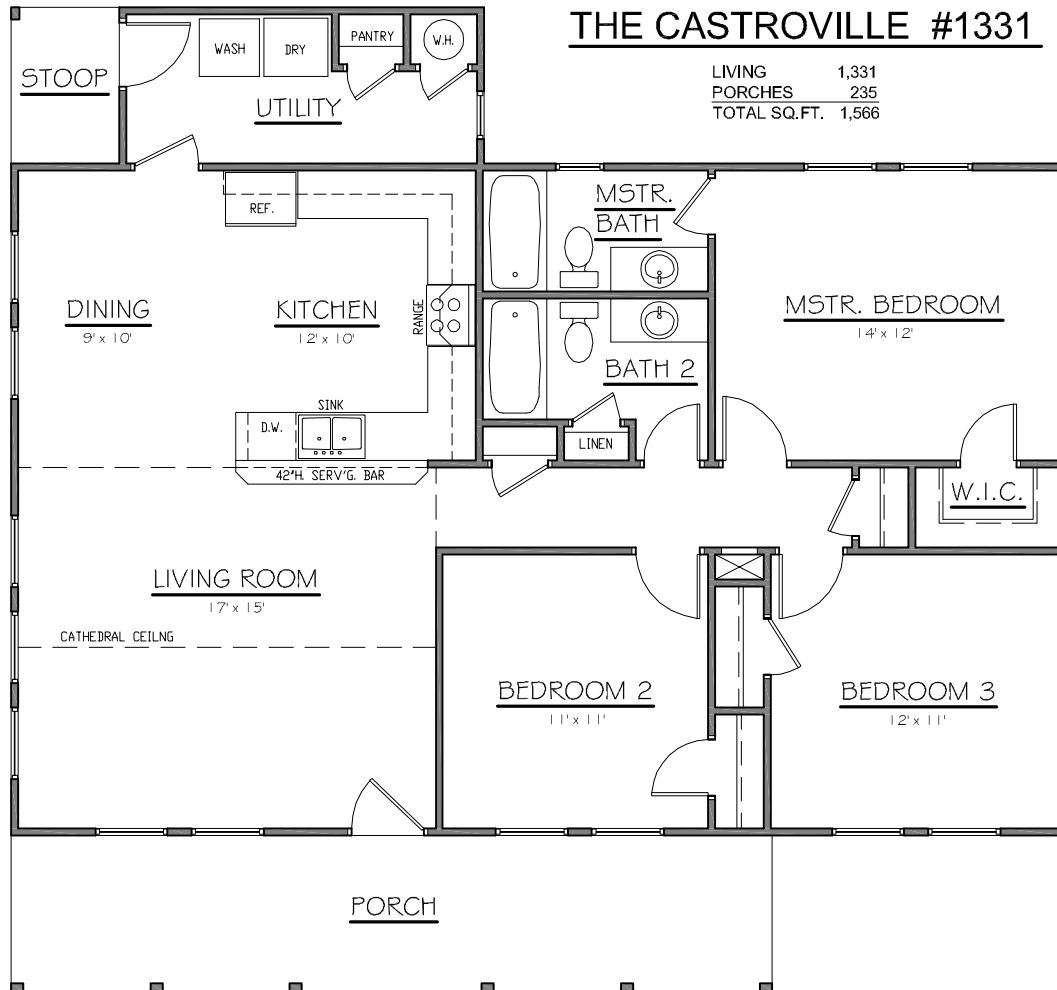 THE CASTROVILLE #1331
LIVING 1,331
PORCHES 235
TOTAL SQ.FT. 1,566
STOOP
WASH
DRY
PANTRY
W.H.
UTILITY
REF.
MSTR.
BATH
DINING
9' x 10'
KITCHEN
12' x 10'
RANGE
MSTR. BEDROOM
14' x 12'
BATH 2
SINK
D.W.
LINEN
42"H. SERV'G. BAR
W.I.C.
LIVING ROOM
17' x 15'
CATHEDRAL CEILNG
BEDROOM 2
11' x 11'
BEDROOM 3
12' x 11'
PORCH